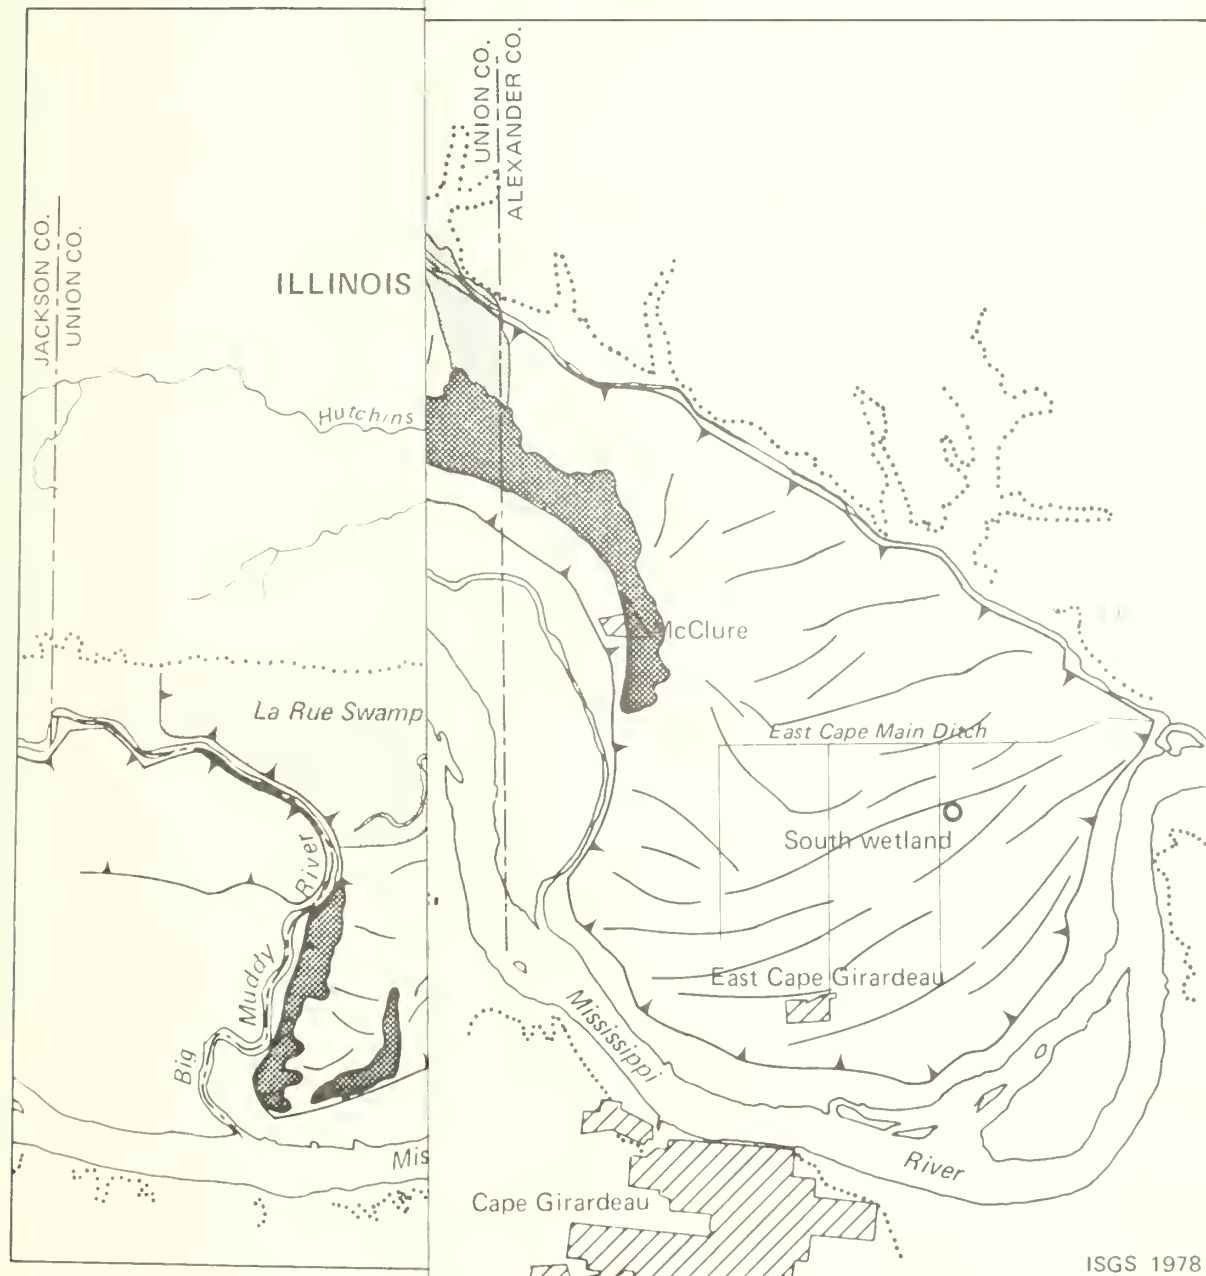 JACKSON CO.
UNION CO.
UNION CO.
ALEXANDER CO.
ILLINOIS
Hutchins
McClure
La Rue Swamp
East Cape Main Ditch
South wetland
River
Muddy
Big
East Cape Girardeau
Mississippi
Mis
River
Cape Girardeau
ISGS 1978